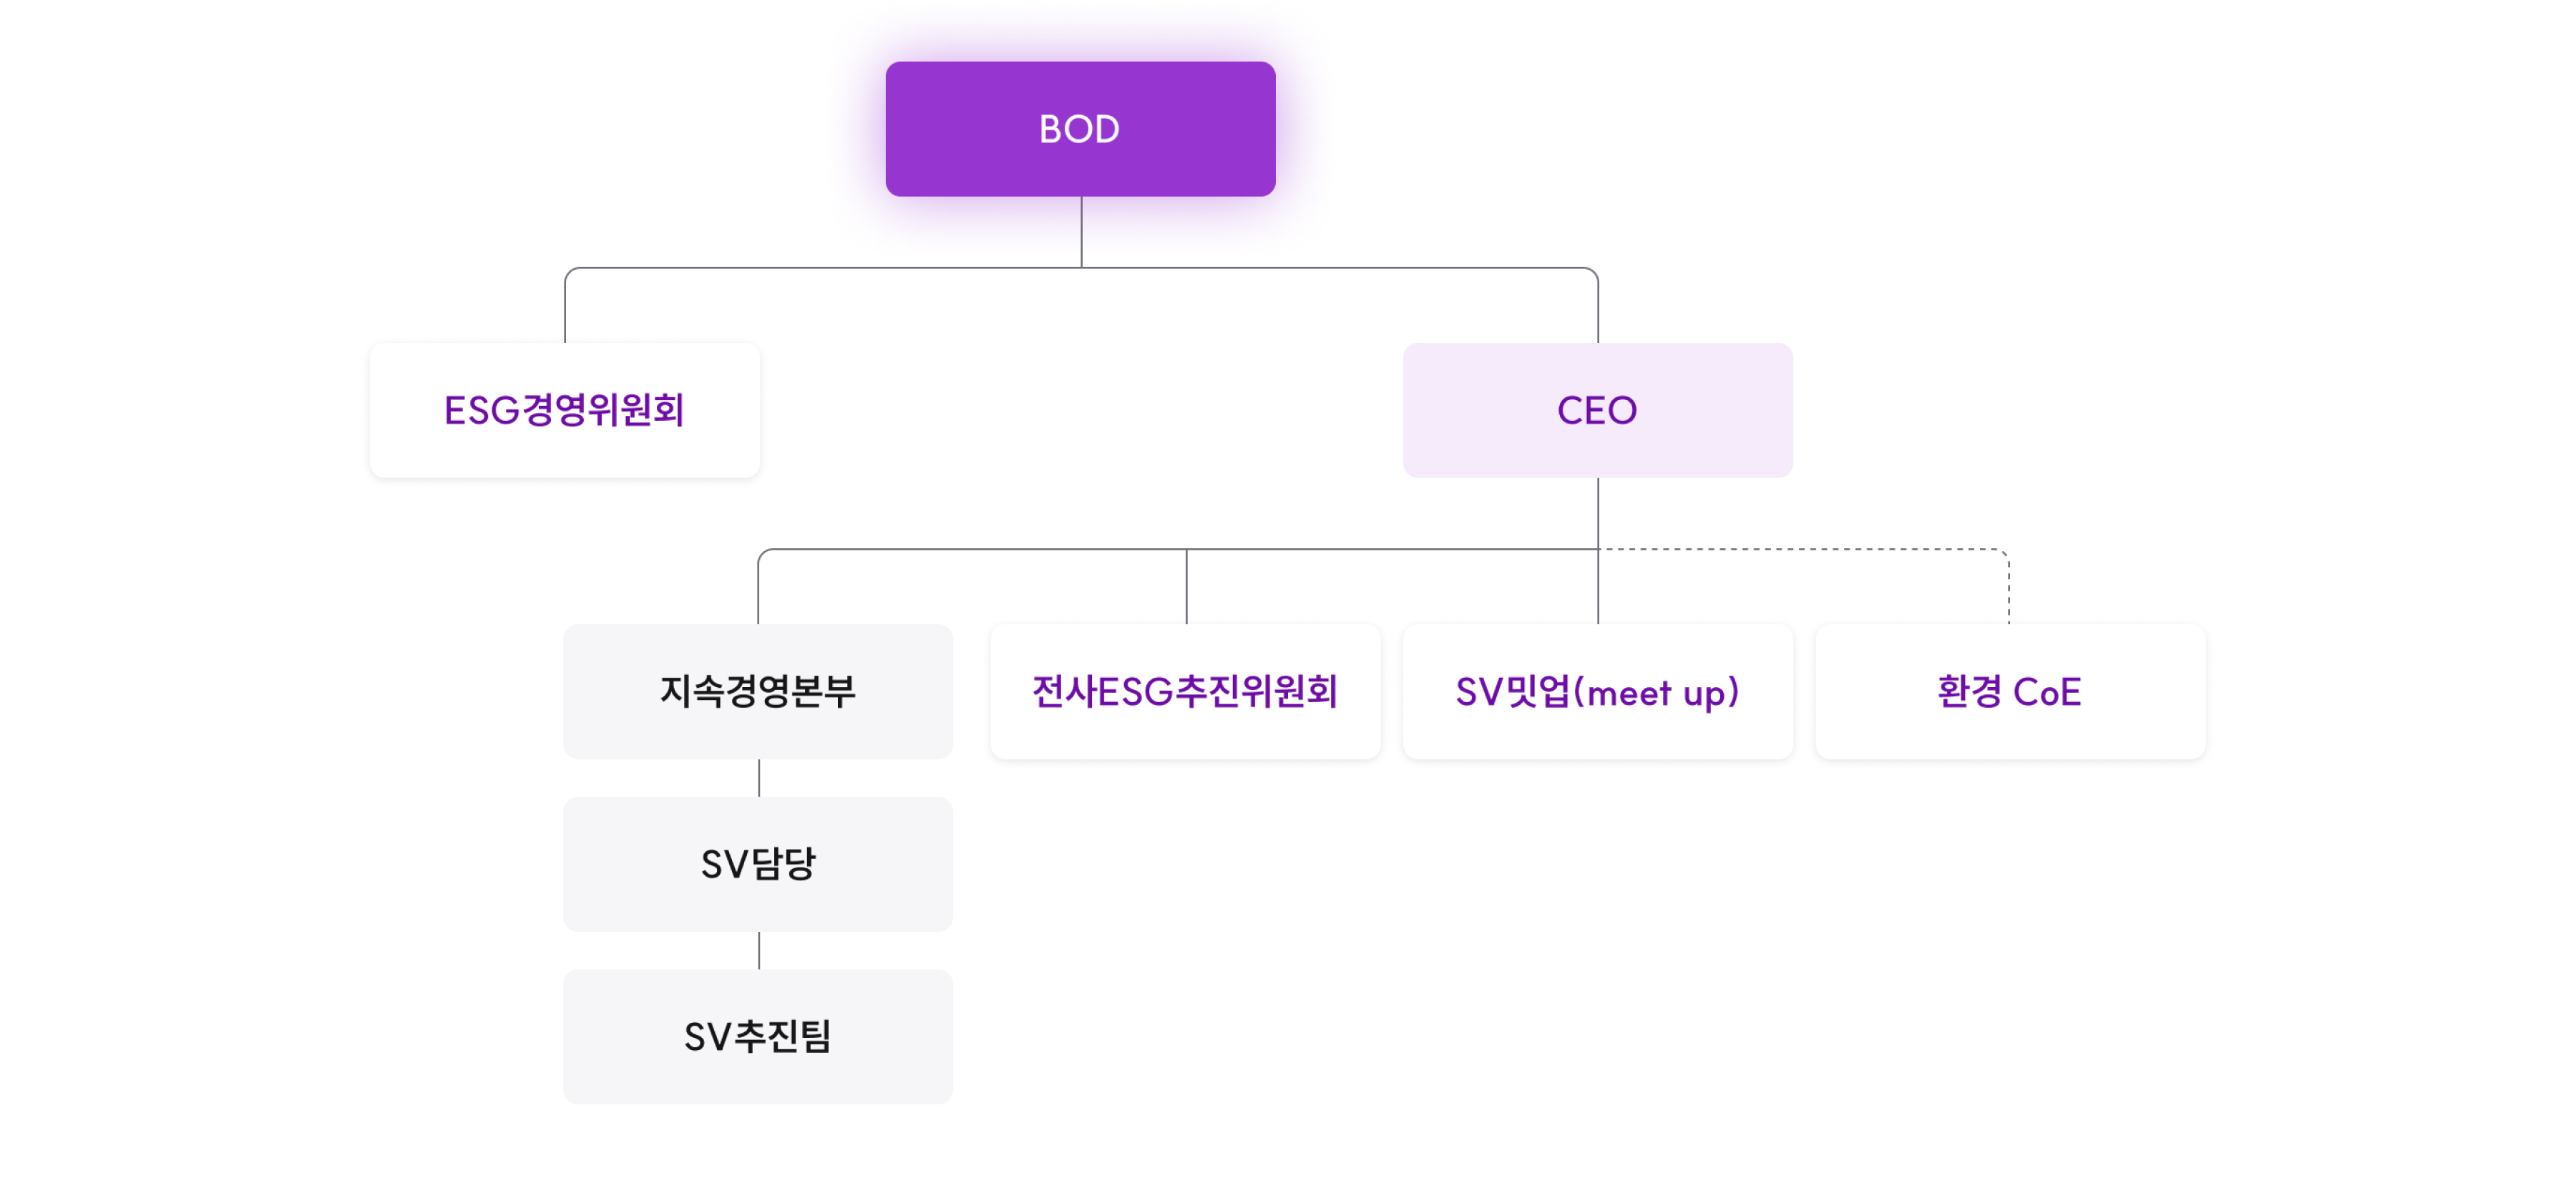 BOD
ESG경영위원회
CEO
지속경영본부
전사ESG추진위원회
SV밋업(meet up)
환경 CoE
SV담당
SV추진팀